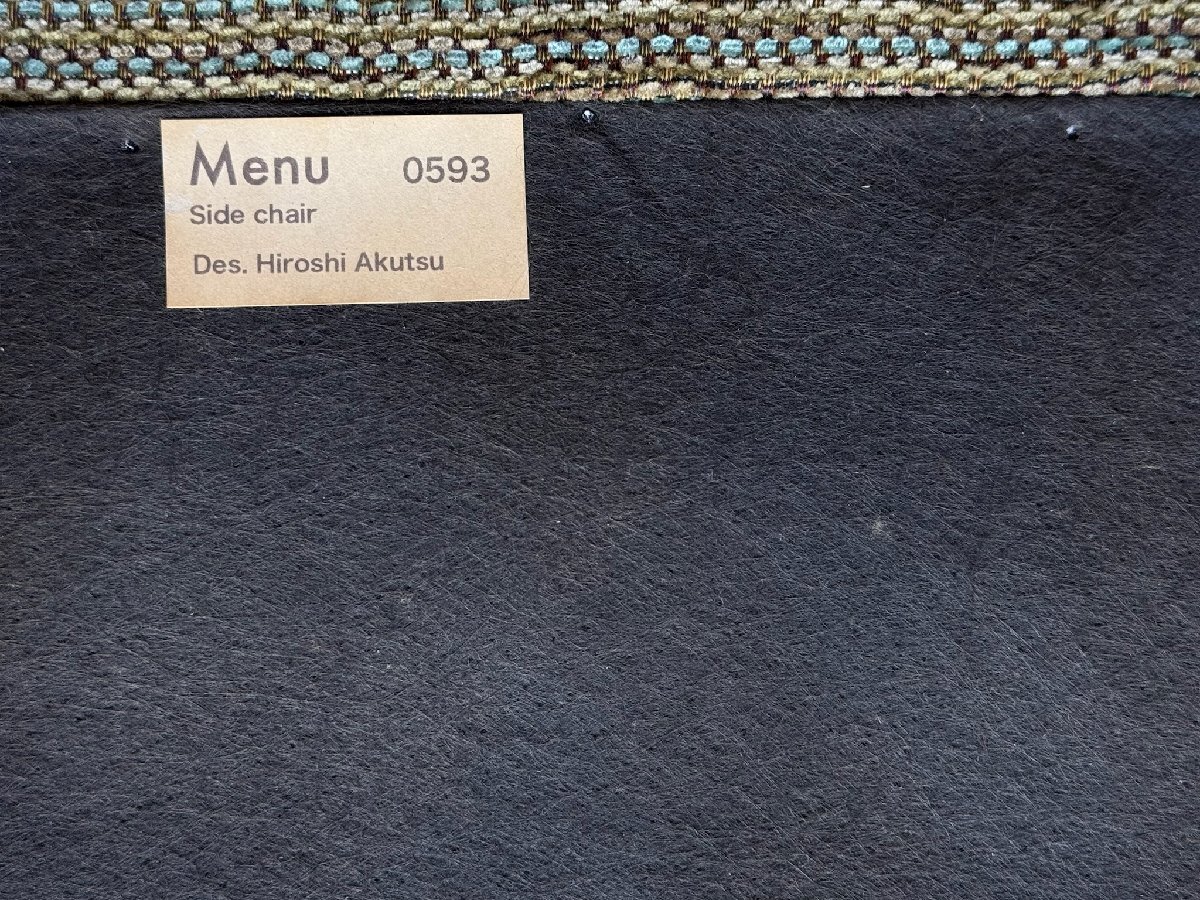 Menu 0593
Side chair
Des. Hiroshi Akutsu